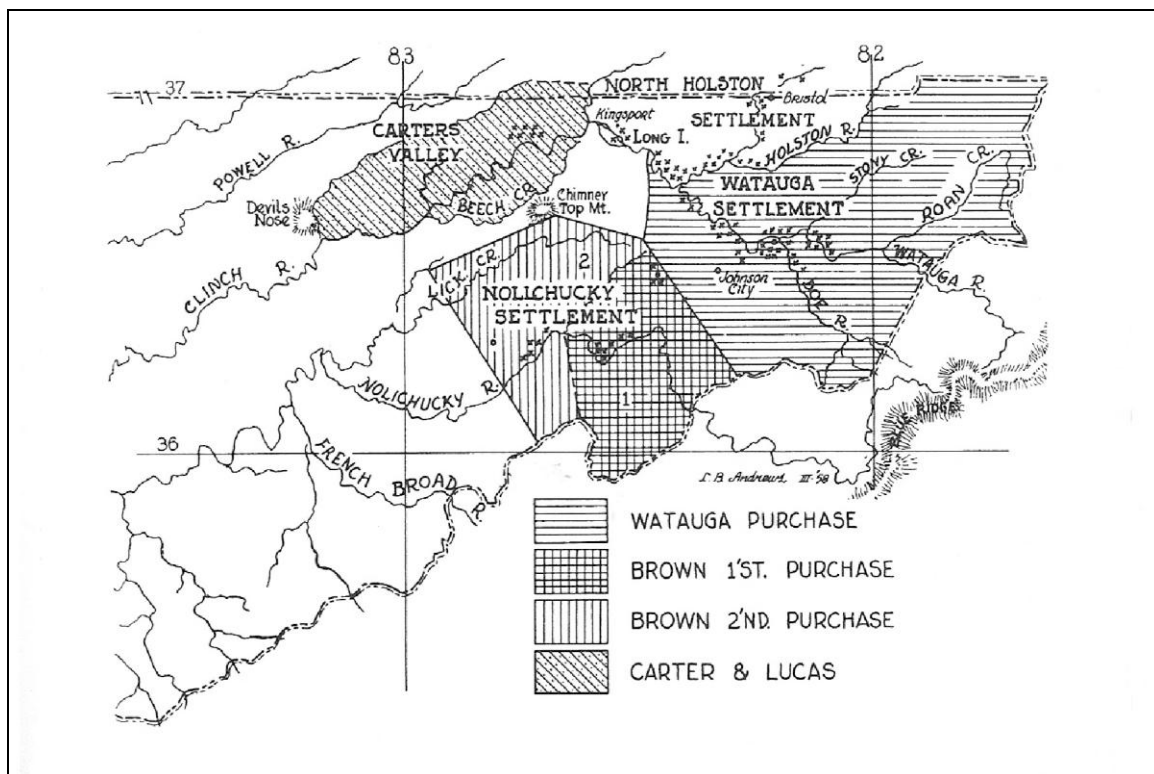 83
82
37
NORTH HOLSTON
SETTLEMENT
Bristol
Kingsport
LONG I.
HOLSTON R.
CARTERS
VALLEY
POWELL R.
BEECH CR.
Chimney
Top Mt.
Devils
Nose
WATAUGA
SETTLEMENT
STONY CR.
ROAN CR.
WATAUGA R.
CLINCH R.
LICK CR.
2
NOLICHUCKY
SETTLEMENT
Johnson
City
DOE R.
NOLICHUCKY R.
1
BLUE RIDGE
36
FRENCH BROAD R.
L. B. Andrews III '58
WATAUGA PURCHASE
BROWN 1'ST. PURCHASE
BROWN 2'ND. PURCHASE
CARTER & LUCAS